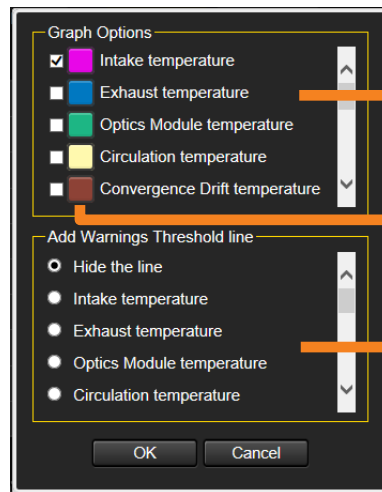 Graph Options
Intake temperature
Exhaust temperature
Optics Module temperature
Circulation temperature
Convergence Drift temperature
Add Warnings Threshold line
Hide the line
Intake temperature
Exhaust temperature
Optics Module temperature
Circulation temperature
OK Cancel